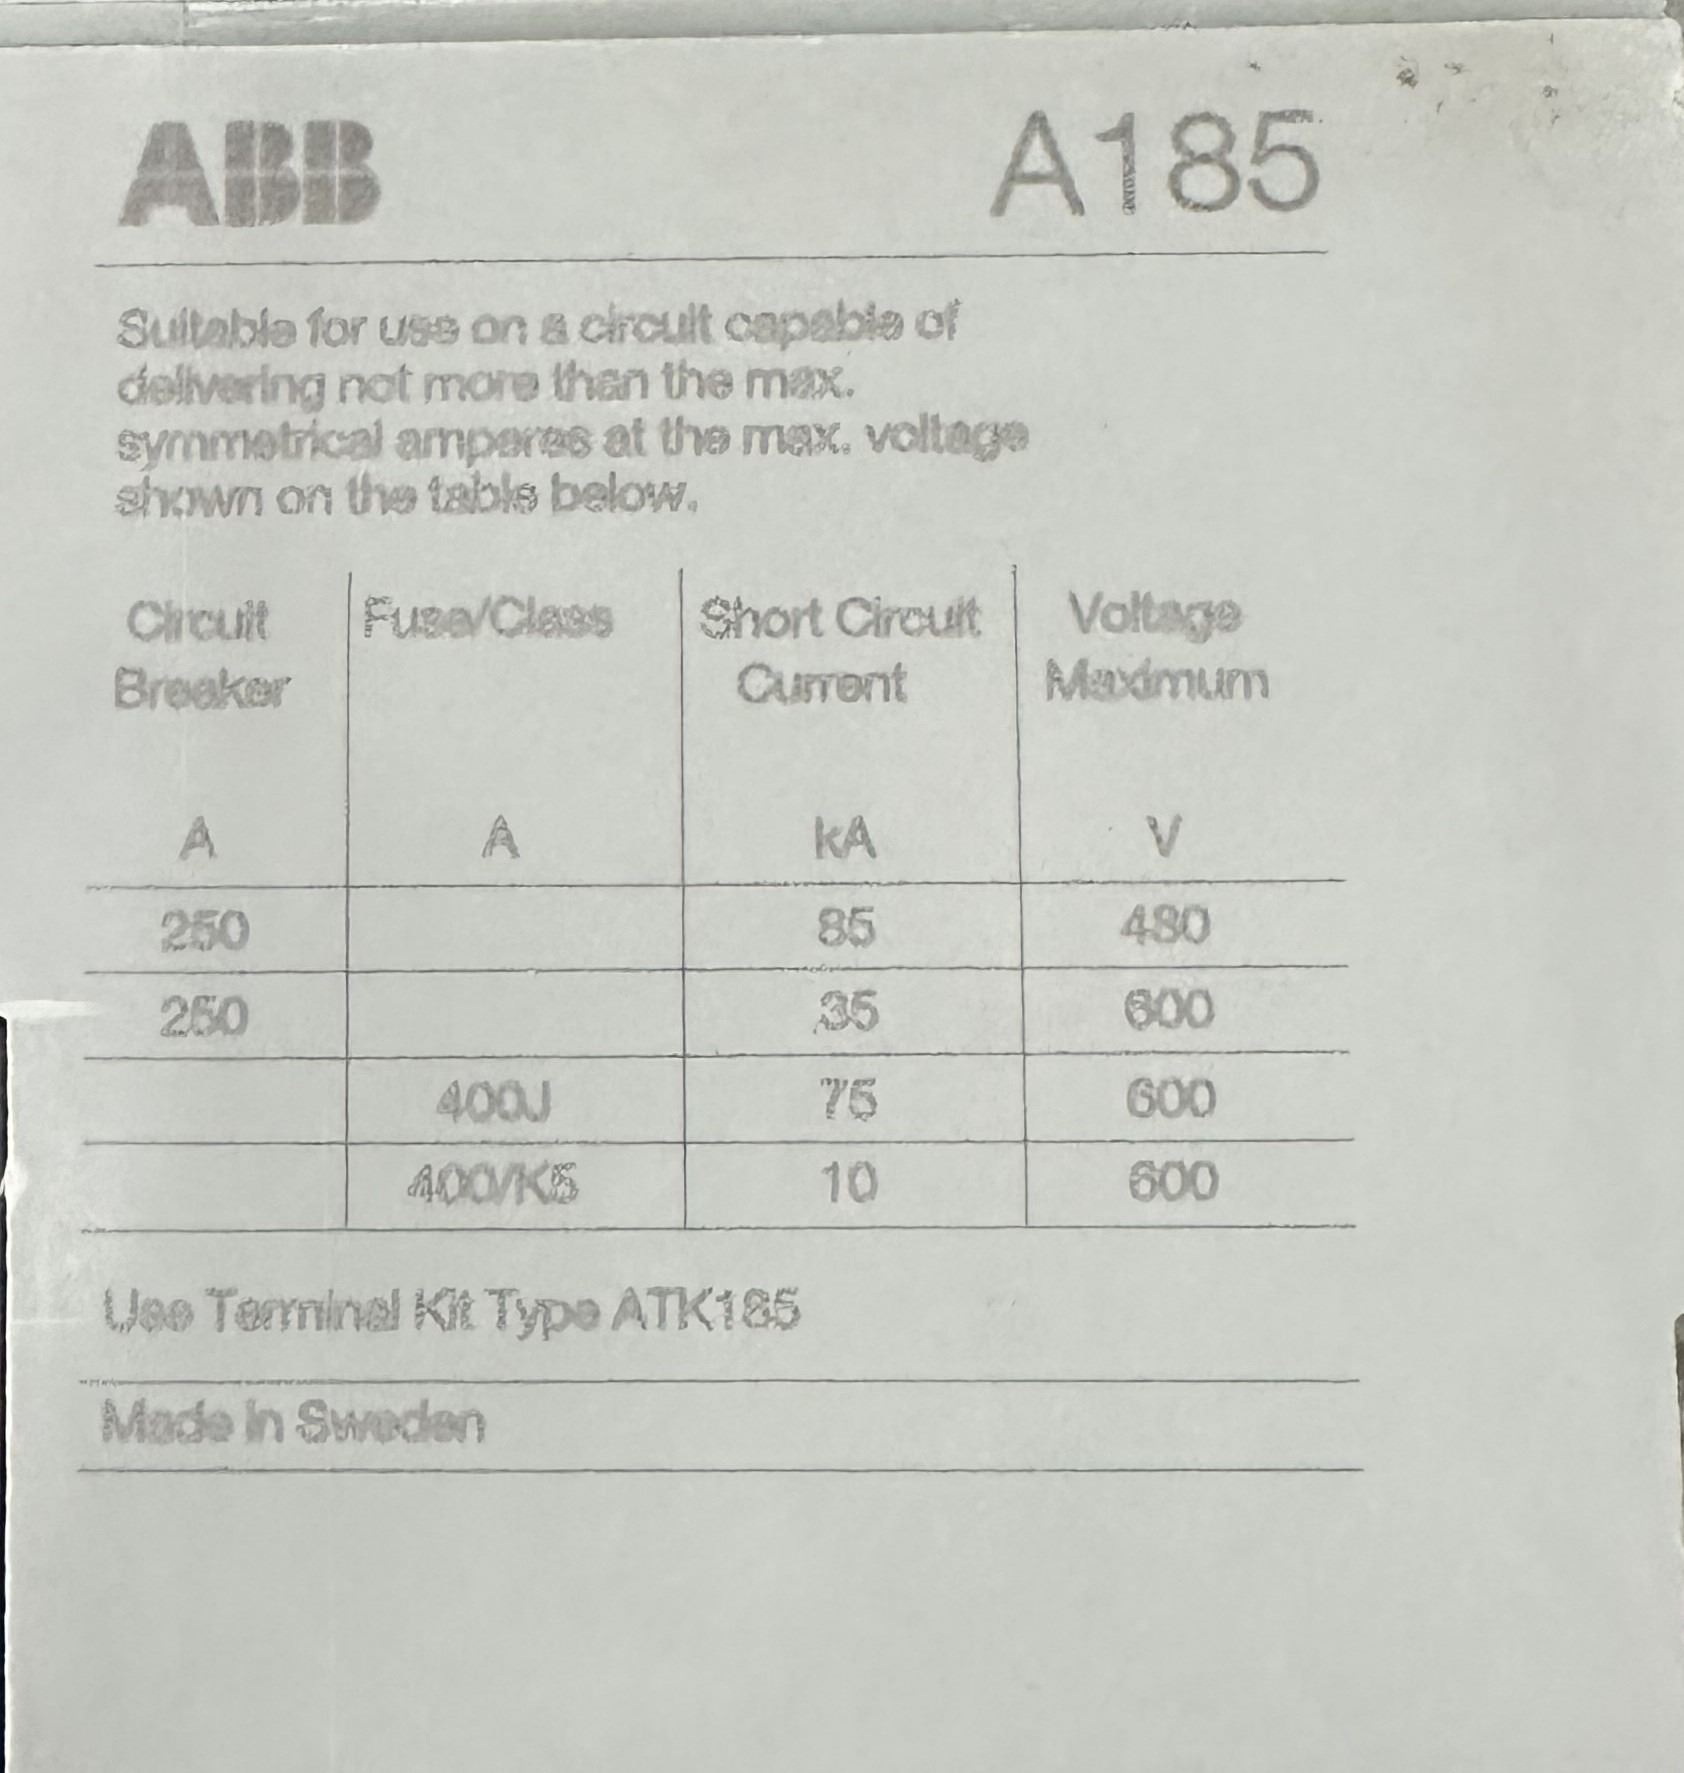 ABB A185
Suitable for use on a circuit capable of
delivering not more than the max.
symmetrical amperes at the max. voltage
shown on the table below.
Circuit Fuse/Class Short Circuit Voltage
Breaker Current Maximum
A A kA V
250 85 480
250 35 600
400J 75 600
400/K5 10 600
Use Terminal Kit Type ATK185
Made in Sweden